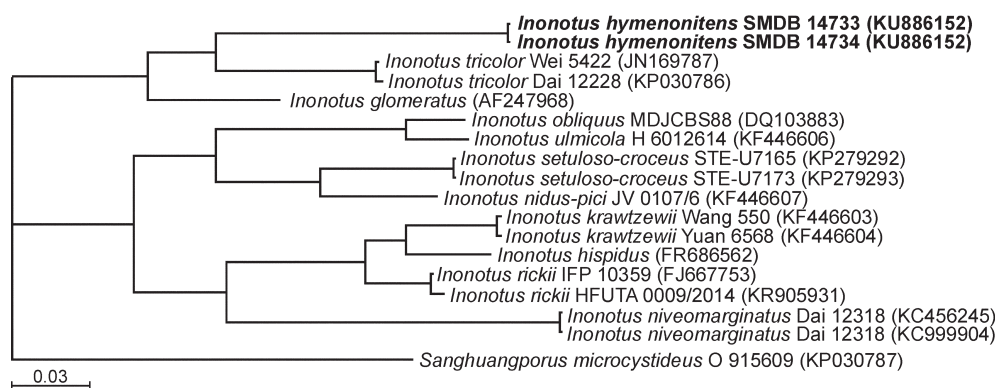 Inonotus hymenonitens SMDB 14733 (KU886152)
Inonotus hymenonitens SMDB 14734 (KU886152)
Inonotus tricolor Wei 5422 (JN169787)
Inonotus tricolor Dai 12228 (KP030786)
Inonotus glomeratus (AF247968)
Inonotus obliquus MDJCBS88 (DQ103883)
Inonotus ulmicola H 6012614 (KF446606)
Inonotus setuloso-croceus STE-U7165 (KP279292)
Inonotus setuloso-croceus STE-U7173 (KP279293)
Inonotus nidus-pici JV 0107/6 (KF446607)
Inonotus krawtzewii Wang 550 (KF446603)
Inonotus krawtzewii Yuan 6568 (KF446604)
Inonotus hispidus (FR686562)
Inonotus rickii IFP 10359 (FJ667753)
Inonotus rickii HFUTA 0009/2014 (KR905931)
Inonotus niveomarginatus Dai 12318 (KC456245)
Inonotus niveomarginatus Dai 12318 (KC999904)
Sanghuangporus microcystideus O 915609 (KP030787)
0.03